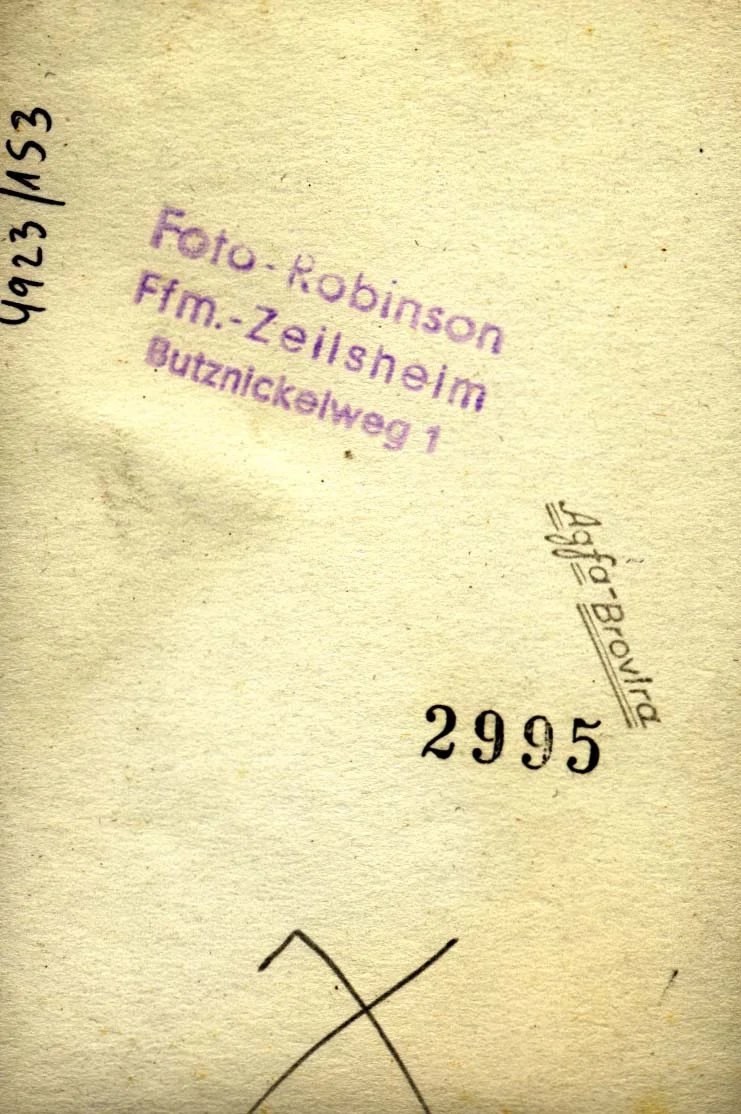 4923/153
Foto-Robinson
Ffm.-Zeilsheim
Butznickelweg 1
Agfa-Brovira
2995